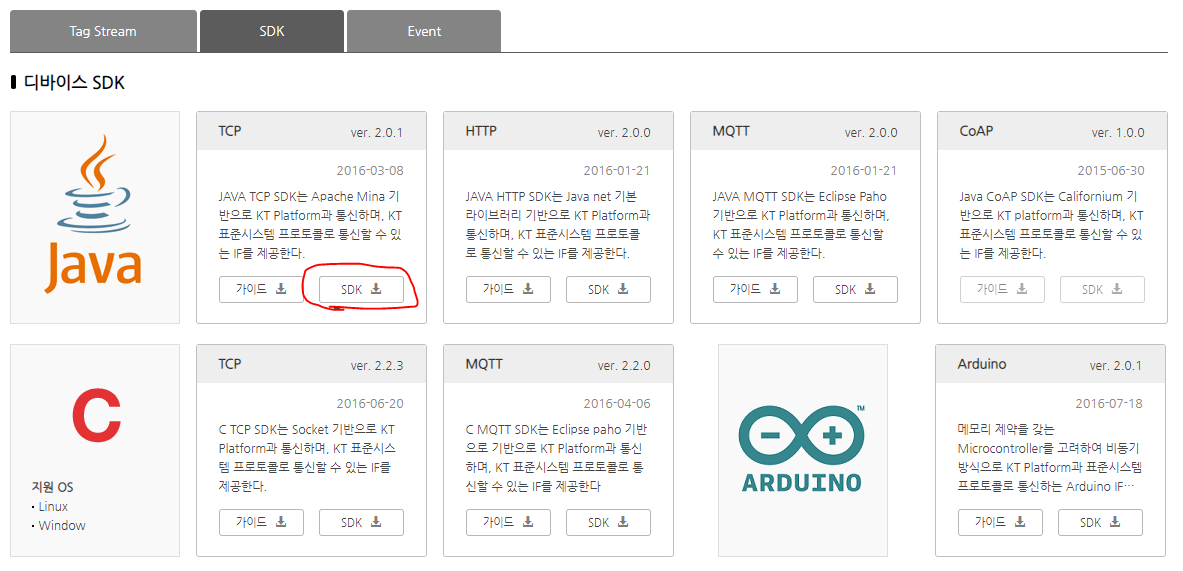 Tag Stream
SDK
Event
디바이스 SDK
Java
TCP ver. 2.0.1
2016-03-08
JAVA TCP SDK는 Apache Mina 기
반으로 KT Platform과 통신하며, KT
표준시스템 프로토콜로 통신할 수 있
는 IF를 제공한다.
가이드
SDK
HTTP ver. 2.0.0
2016-01-21
JAVA HTTP SDK는 Java net 기본
라이브러리 기반으로 KT Platform과
통신하며, KT 표준시스템 프로토콜
로 통신할 수 있는 IF를 제공한다.
가이드
SDK
MQTT ver. 2.0.0
2016-01-21
JAVA MQTT SDK는 Eclipse Paho
기반으로 KT Platform과 통신하며,
KT 표준시스템 프로토콜로 통신할
수 있는 IF를 제공한다.
가이드
SDK
CoAP ver. 1.0.0
2015-06-30
Java CoAP SDK는 Californium 기
반으로 KT platform과 통신하며, KT
표준시스템 프로토콜로 통신할 수 있
는 IF를 제공한다.
가이드
SDK
C
지원 OS
• Linux
• Window
TCP ver. 2.2.3
2016-06-20
C TCP SDK는 Socket 기반으로 KT
Platform과 통신하며, KT 표준시스
템 프로토콜로 통신할 수 있는 IF를
제공한다.
가이드
SDK
MQTT ver. 2.2.0
2016-04-06
C MQTT SDK는 Eclipse paho 기반
으로 기반으로 KT Platform과 통신
하며, KT 표준시스템 프로토콜로 통
신할 수 있는 IF를 제공한다
가이드
SDK
TM
ARDUINO
Arduino ver. 2.0.1
2016-07-18
메모리 제약을 갖는
Microcontroller를 고려하여 비동기
방식으로 KT Platform과 표준시스템
프로토콜로 통신하는 Arduino IF…
가이드
SDK